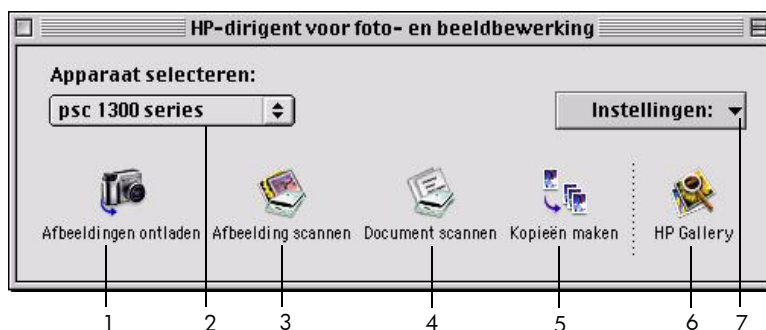 HP-dirigent voor foto- en beeldbewerking
Apparaat selecteren:
psc 1300 series
Instellingen:
Afbeeldingen ontladen
Afbeelding scannen
Document scannen
Kopieën maken
HP Gallery
1 2 3 4 5 6 7